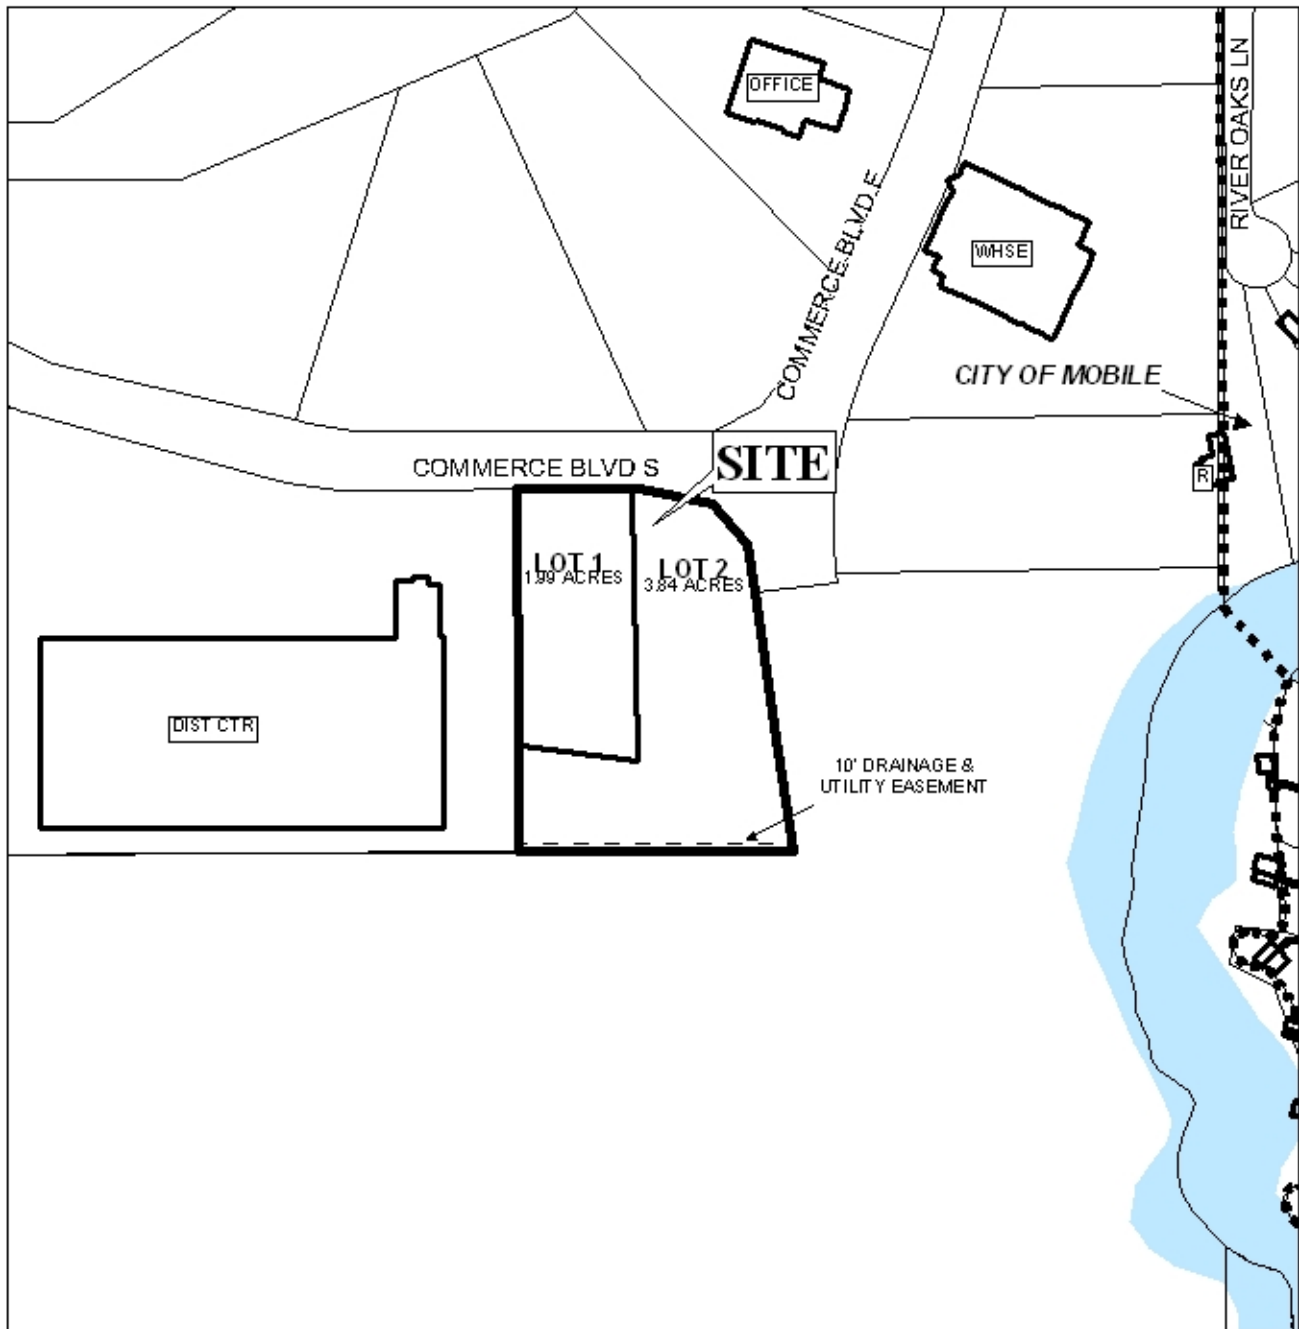 OFFICE
RIVER OAKS LN
COMMERCE BLVD E
WHSE
CITY OF MOBILE
COMMERCE BLVD S
SITE
R
LOT 1
1.99 ACRES
LOT 2
3.84 ACRES
DIST CTR
10' DRAINAGE &
UTILITY EASEMENT